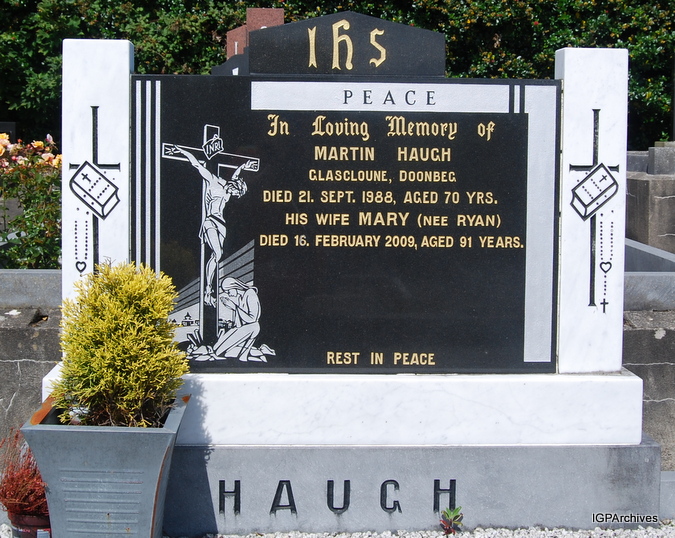 IHS
PEACE
In Loving Memory of
MARTIN HAUGH
GLASCLOUNE, DOONBEG
DIED 21. SEPT. 1988, AGED 70 YRS.
HIS WIFE MARY (NEE RYAN)
DIED 16. FEBRUARY 2009, AGED 91 YEARS.
INRI
REST IN PEACE
HAUGH
IGPArchives